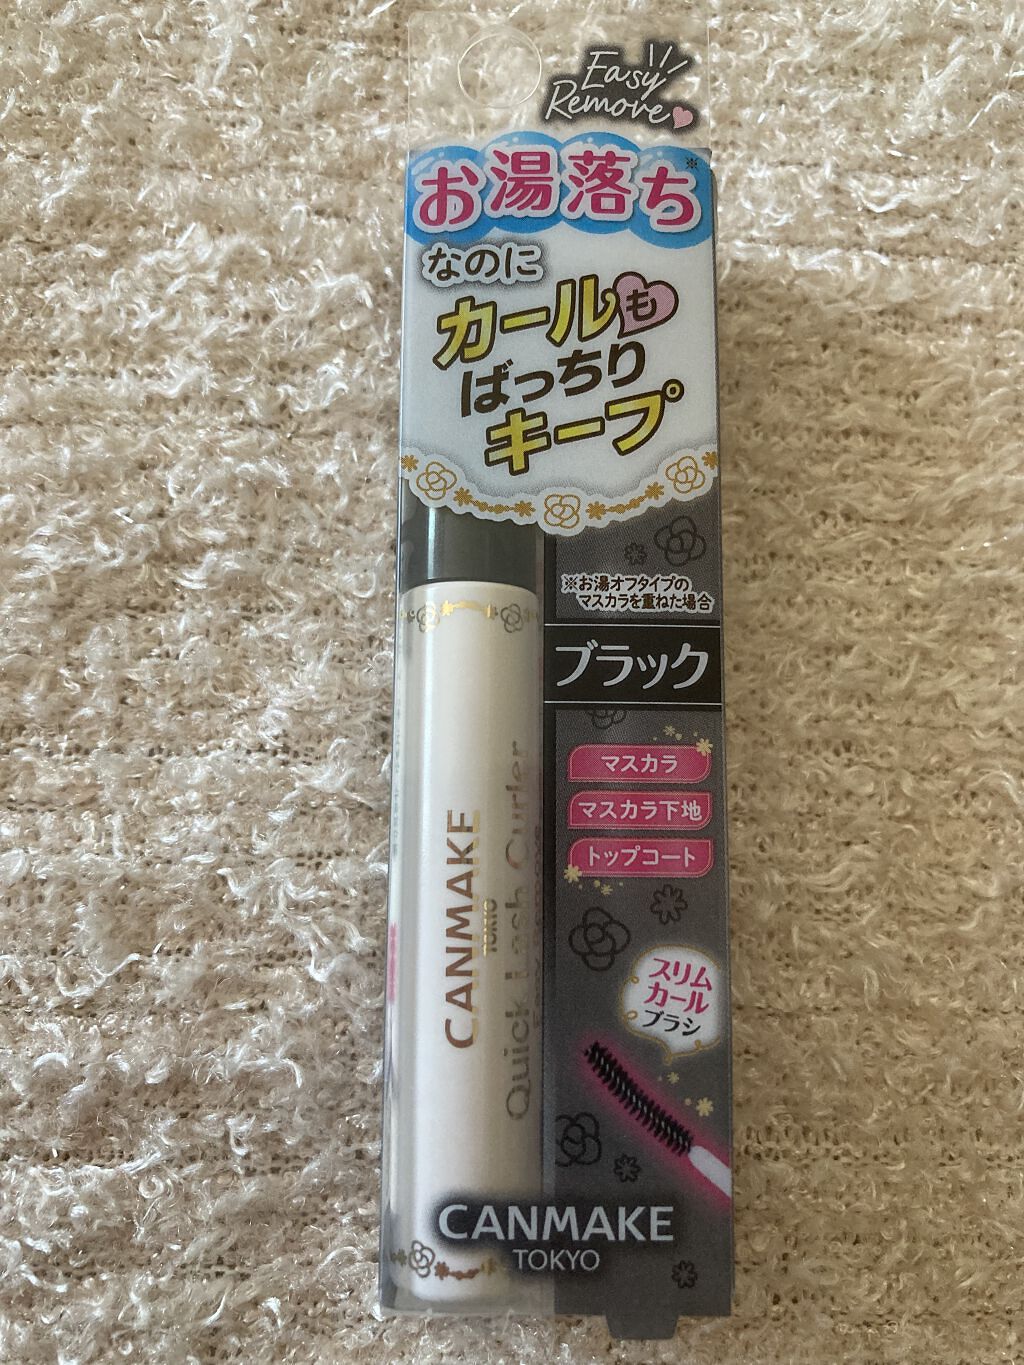 Easy
Remove
お湯落ち※
なのに
カールも
ばっちり
キープ
※お湯オフタイプの
マスカラを重ねた場合
ブラック
マスカラ
マスカラ下地
トップコート
スリム
カール
ブラシ
CANMAKE
TOKYO
Quick Lash Curler
CANMAKE
TOKYO